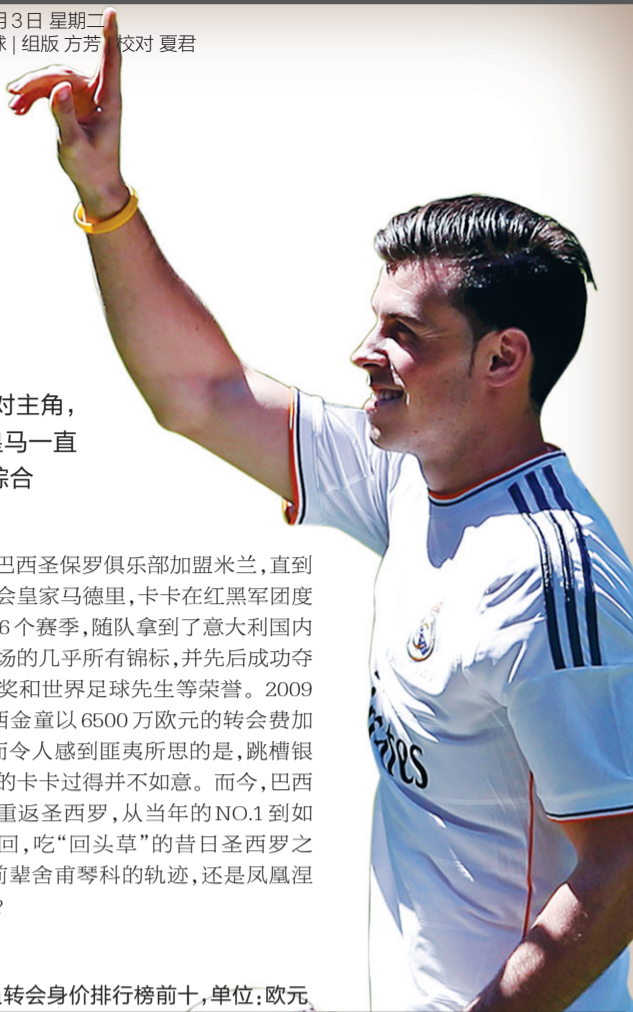 月3日 星期二
球 | 组版 方芳 | 校对 夏君
对主角，
皇马一直
综合
巴西圣保罗俱乐部加盟米兰，直到
会皇家马德里，卡卡在红黑军团度
6个赛季，随队拿到了意大利国内
场的几乎所有锦标，并先后成功夺
奖和世界足球先生等荣誉。2009
西金童以6500万欧元的转会费加
而令人感到匪夷所思的是，跳槽银
的卡卡过得并不如意。而今，巴西
重返圣西罗，从当年的NO.1到如
回，吃“回头草”的昔日圣西罗之
前辈舍甫琴科的轨迹，还是凤凰涅
?
转会身价排行榜前十，单位：欧元